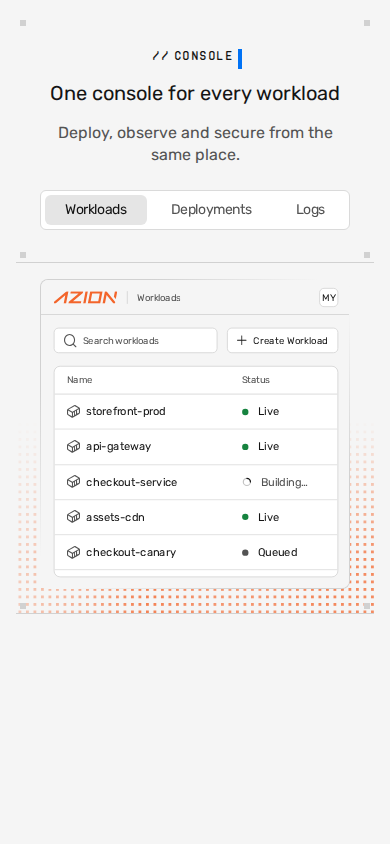 // CONSOLE
One console for every workload
Deploy, observe and secure from the
same place.
Workloads Deployments Logs
AZION Workloads MY
Search workloads Create Workload
Name Status
storefront-prod Live
api-gateway Live
checkout-service Building...
assets-cdn Live
checkout-canary Queued